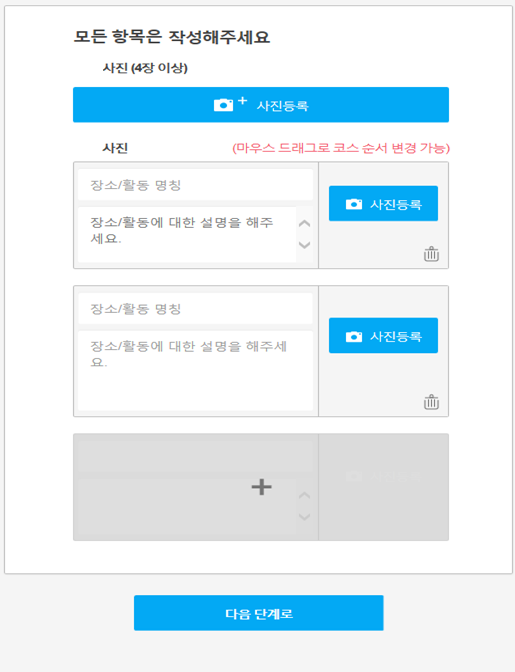 모든 항목은 작성해주세요
사진 (4장 이상)
사진등록
사진
(마우스 드래그로 코스 순서 변경 가능)
장소/활동 명칭
장소/활동에 대한 설명을 해주
세요.
사진등록
장소/활동 명칭
장소/활동에 대한 설명을 해주세
요.
사진등록
다음 단계로